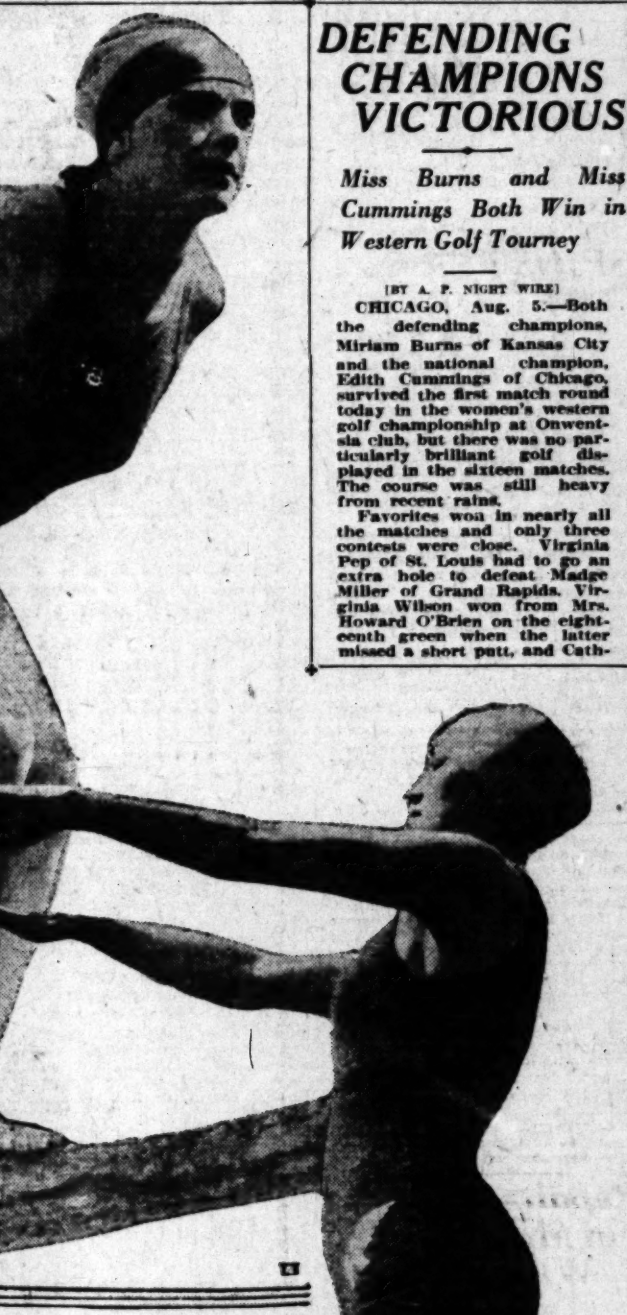 DEFENDING
CHAMPIONS
VICTORIOUS
Miss Burns and Miss
Cummings Both Win in
Western Golf Tourney
[BY A. P. NIGHT WIRE]
CHICAGO, Aug. 5.—Both
the defending champions,
Miriam Burns of Kansas City
and the national champion,
Edith Cummings of Chicago,
survived the first match round
today in the women's western
golf championship at Onwent-
sia club, but there was no par-
ticularly brilliant golf dis-
played in the sixteen matches.
The course was still heavy
from recent rains.
Favorites won in nearly all
the matches and only three
contests were close. Virginia
Pep of St. Louis had to go an
extra hole to defeat Madge
Miller of Grand Rapids. Vir-
ginia Wilson won from Mrs.
Howard O'Brien on the eight-
eenth green when the latter
missed a short putt, and Cath-